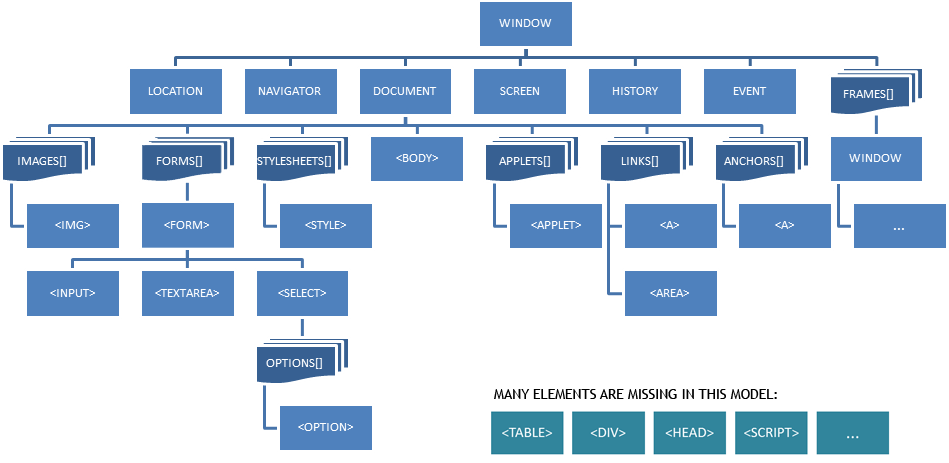 WINDOW
LOCATION
NAVIGATOR
DOCUMENT
SCREEN
HISTORY
EVENT
FRAMES[]
IMAGES[]
FORMS[]
STYLESHEETS[]
<BODY>
APPLETS[]
LINKS[]
ANCHORS[]
WINDOW
<IMG>
<FORM>
<STYLE>
<APPLET>
<A>
<A>
...
<INPUT>
<TEXTAREA>
<SELECT>
<AREA>
OPTIONS[]
<OPTION>
MANY ELEMENTS ARE MISSING IN THIS MODEL:
<TABLE>
<DIV>
<HEAD>
<SCRIPT>
...